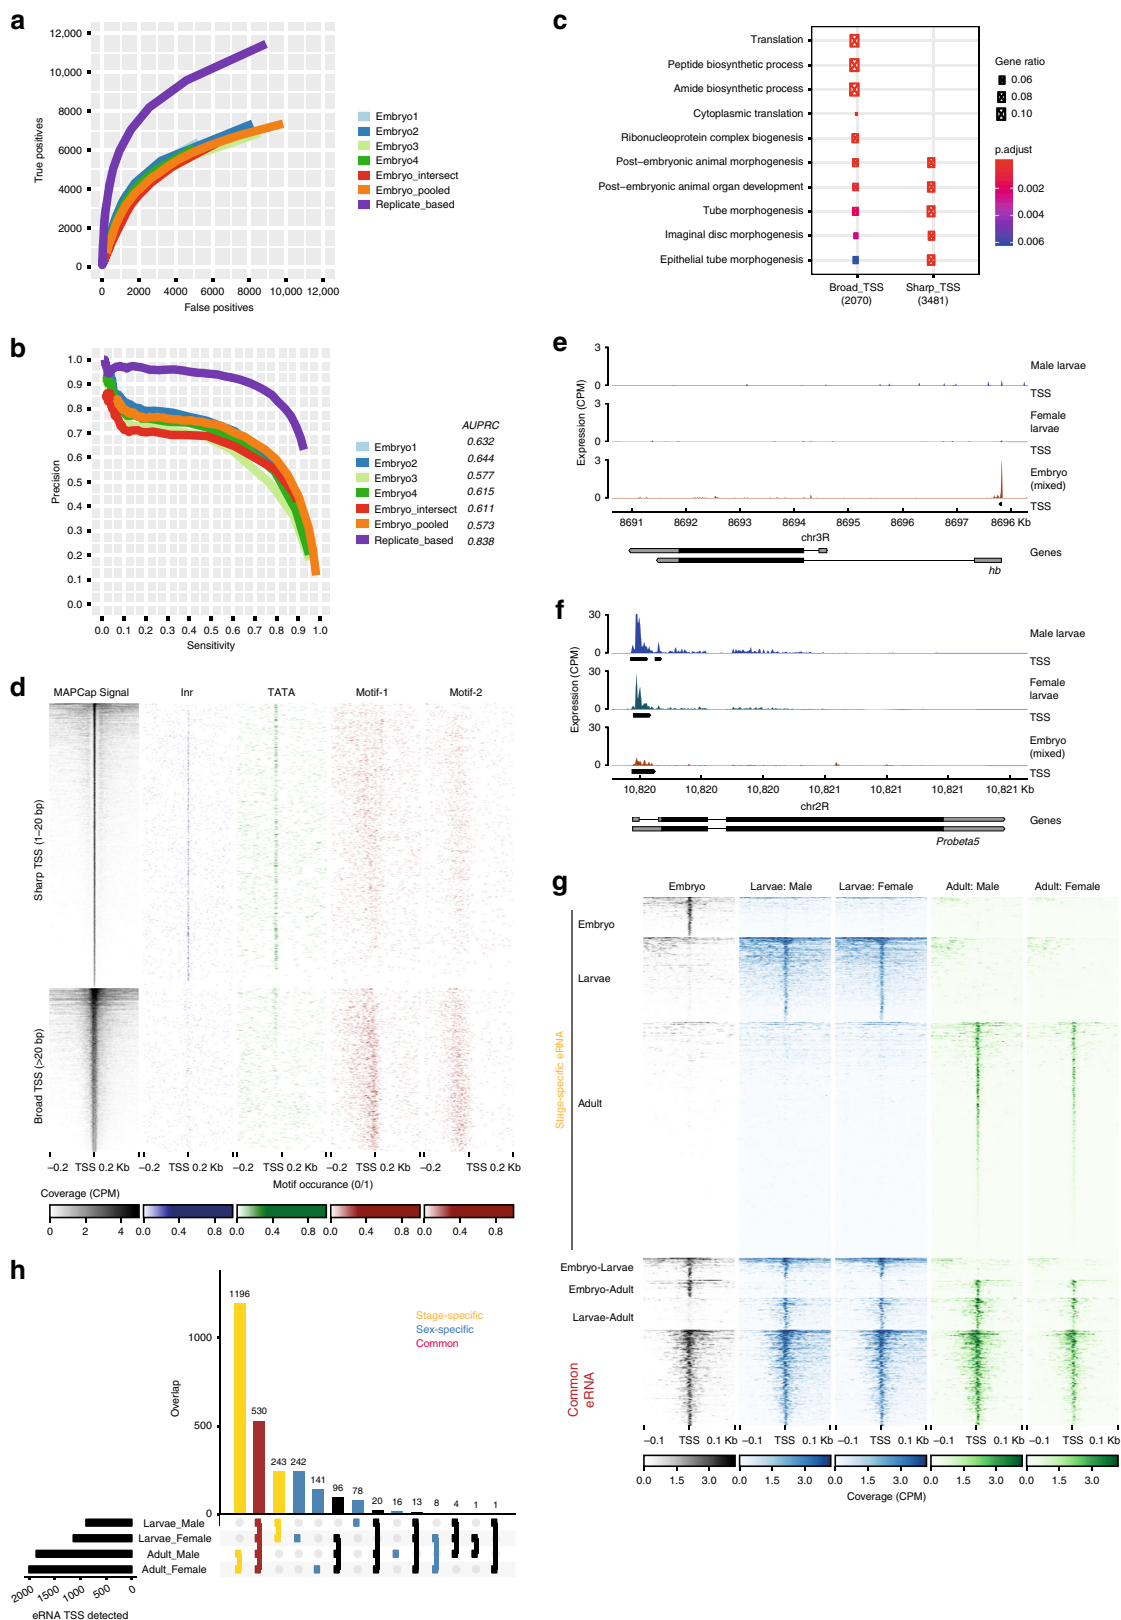 a
12,000
10,000
8000
6000
4000
2000
0
True positives
0 2000 4000 6000 8000 10,000 12,000
False positives
Embryo1
Embryo2
Embryo3
Embryo4
Embryo_intersect
Embryo_pooled
Replicate_based
b
1.0
0.9
0.8
0.7
0.6
0.5
0.4
0.3
0.2
0.1
0.0
Precision
0.0 0.1 0.2 0.3 0.4 0.5 0.6 0.7 0.8 0.9 1.0
Sensitivity
AUPRC
Embryo1 0.632
Embryo2 0.644
Embryo3 0.577
Embryo4 0.615
Embryo_intersect 0.611
Embryo_pooled 0.573
Replicate_based 0.838
c
Translation
Peptide biosynthetic process
Amide biosynthetic process
Cytoplasmic translation
Ribonucleoprotein complex biogenesis
Post−embryonic animal morphogenesis
Post−embryonic animal organ development
Tube morphogenesis
Imaginal disc morphogenesis
Epithelial tube morphogenesis
Broad_TSS Sharp_TSS
(2070) (3481)
Gene ratio
0.06
0.08
0.10
p.adjust
0.002
0.004
0.006
d
MAPCap Signal Inr TATA Motif-1 Motif-2
Sharp TSS (1–20 bp)
Broad TSS (>20 bp)
−0.2 TSS 0.2 Kb −0.2 TSS 0.2 Kb −0.2 TSS 0.2 Kb −0.2 TSS 0.2 Kb −0.2 TSS 0.2 Kb
Motif occurance (0/1)
Coverage (CPM)
0 2 4 0.0 0.4 0.8 0.0 0.4 0.8 0.0 0.4 0.8 0.0 0.4 0.8
e
Expression (CPM)
3
0
Male larvae
TSS
3
0
Female
larvae
TSS
3
0
Embryo
(mixed)
TSS
8691 8692 8693 8694 8695 8696 8697 8696 Kb
chr3R
Genes
hb
f
Expression (CPM)
30
0
Male larvae
TSS
30
0
Female
larvae
TSS
30
0
Embryo
(mixed)
TSS
10,820 10,820 10,820 10,821 10,821 10,821 10,821 Kb
chr2R
Genes
Probeta5
g
Embryo Larvae: Male Larvae: Female Adult: Male Adult: Female
Stage-specific eRNA
Embryo
Larvae
Adult
Embryo-Larvae
Embryo-Adult
Larvae-Adult
Common
eRNA
−0.1 TSS 0.1 Kb −0.1 TSS 0.1 Kb −0.1 TSS 0.1 Kb −0.1 TSS 0.1 Kb −0.1 TSS 0.1 Kb
0.0 1.5 3.0 0.0 1.5 3.0 0.0 1.5 3.0 0.0 1.5 3.0 0.0 1.5 3.0
Coverage (CPM)
h
Overlap
1000
500
0
1196 530 243 242 141 96 78 20 16 13 8 4 1 1
Stage-specific
Sex-specific
Common
Larvae_Male
Larvae_Female
Adult_Male
Adult_Female
2000 1500 1000 500 0
eRNA TSS detected